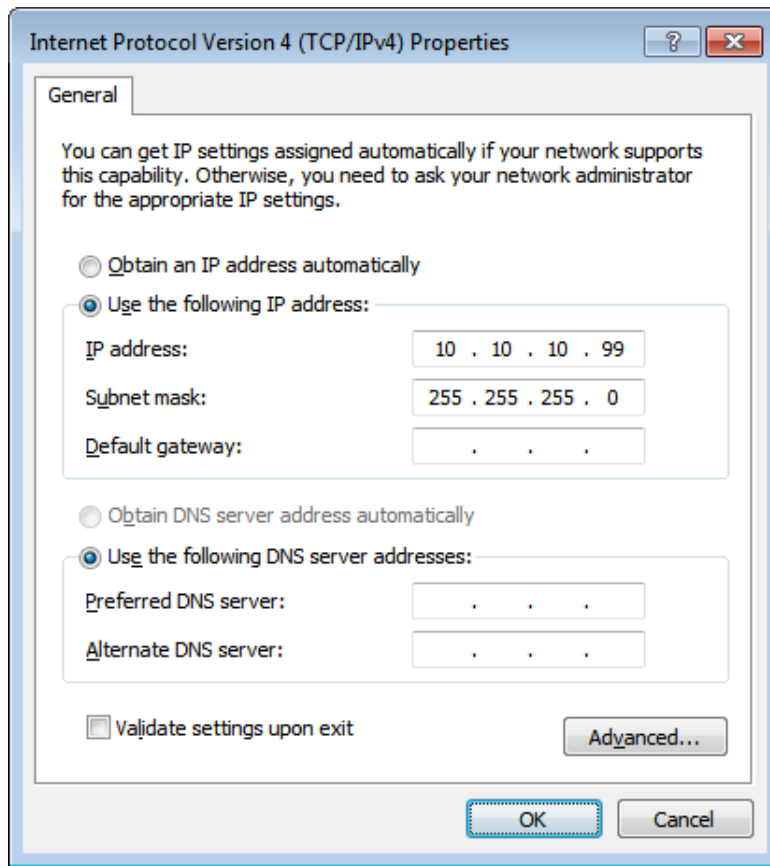 Internet Protocol Version 4 (TCP/IPv4) Properties
?
General
You can get IP settings assigned automatically if your network supports
this capability. Otherwise, you need to ask your network administrator
for the appropriate IP settings.
Obtain an IP address automatically
Use the following IP address:
IP address: 10 . 10 . 10 . 99
Subnet mask: 255 . 255 . 255 . 0
Default gateway: . . .
Obtain DNS server address automatically
Use the following DNS server addresses:
Preferred DNS server: . . .
Alternate DNS server: . . .
Validate settings upon exit
Advanced...
OK Cancel